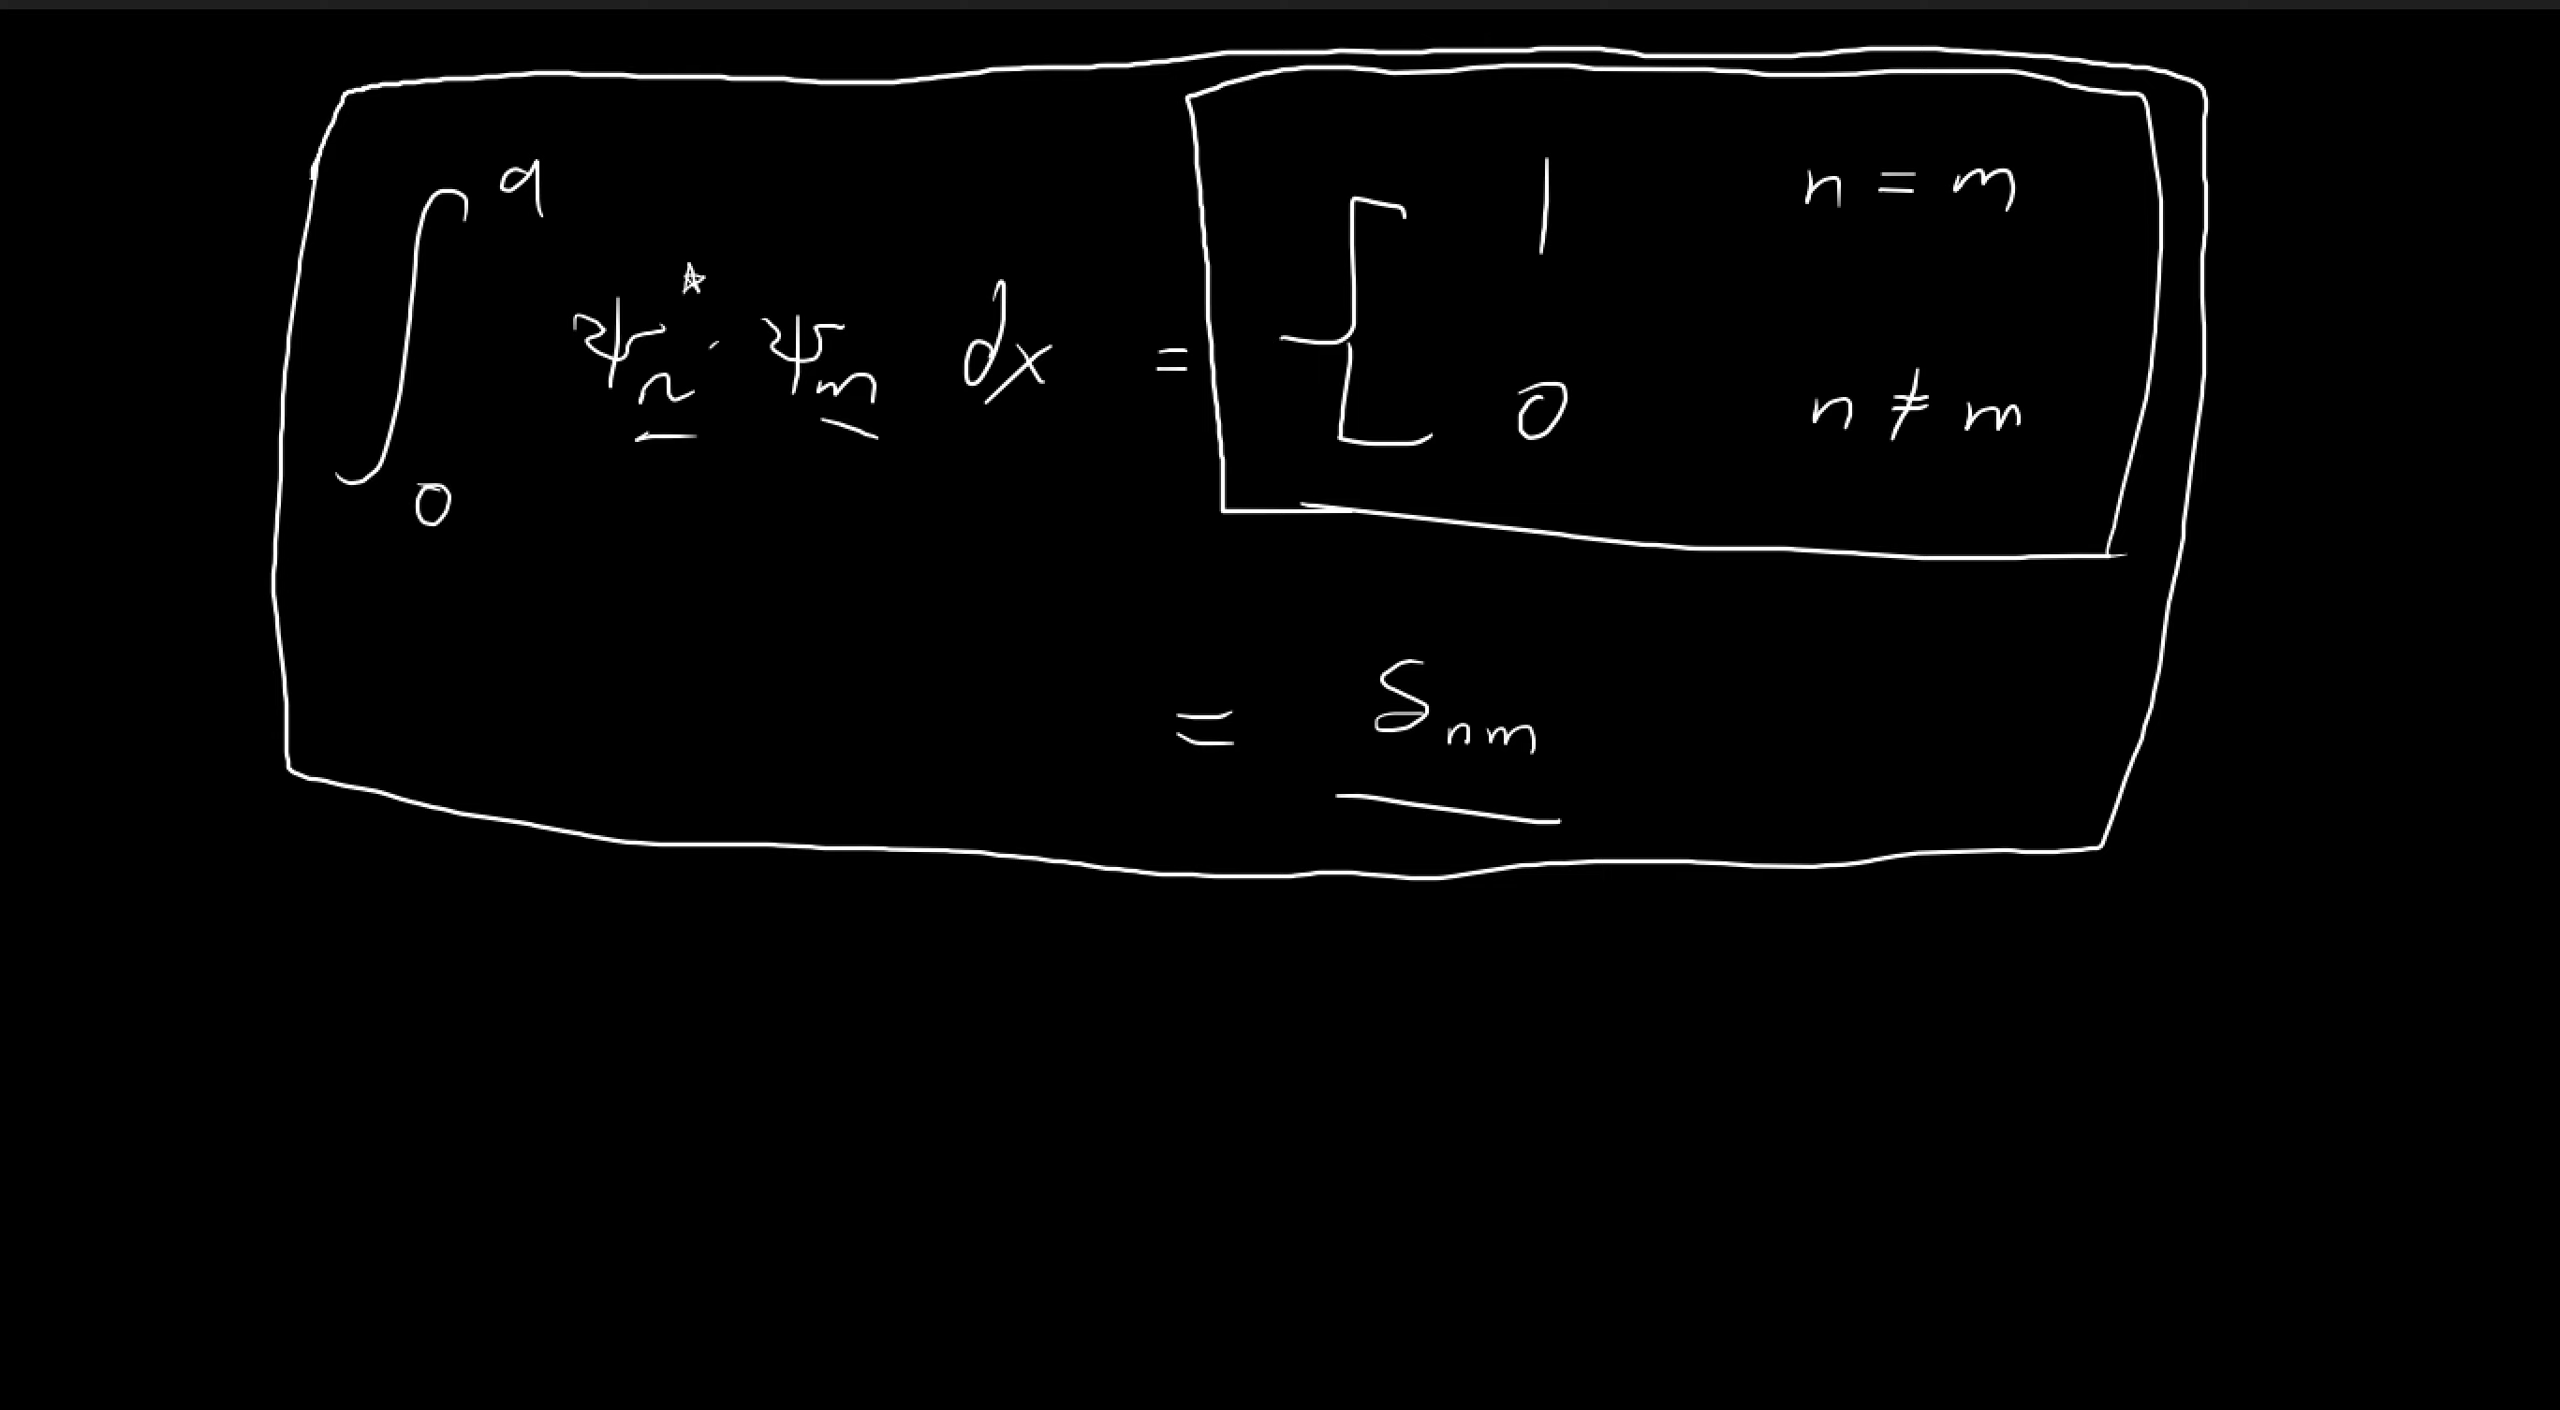 ∫₀ᵃ ψₙ* · ψₘ dx = { 1   n = m
0   n ≠ m
= δₙₘ